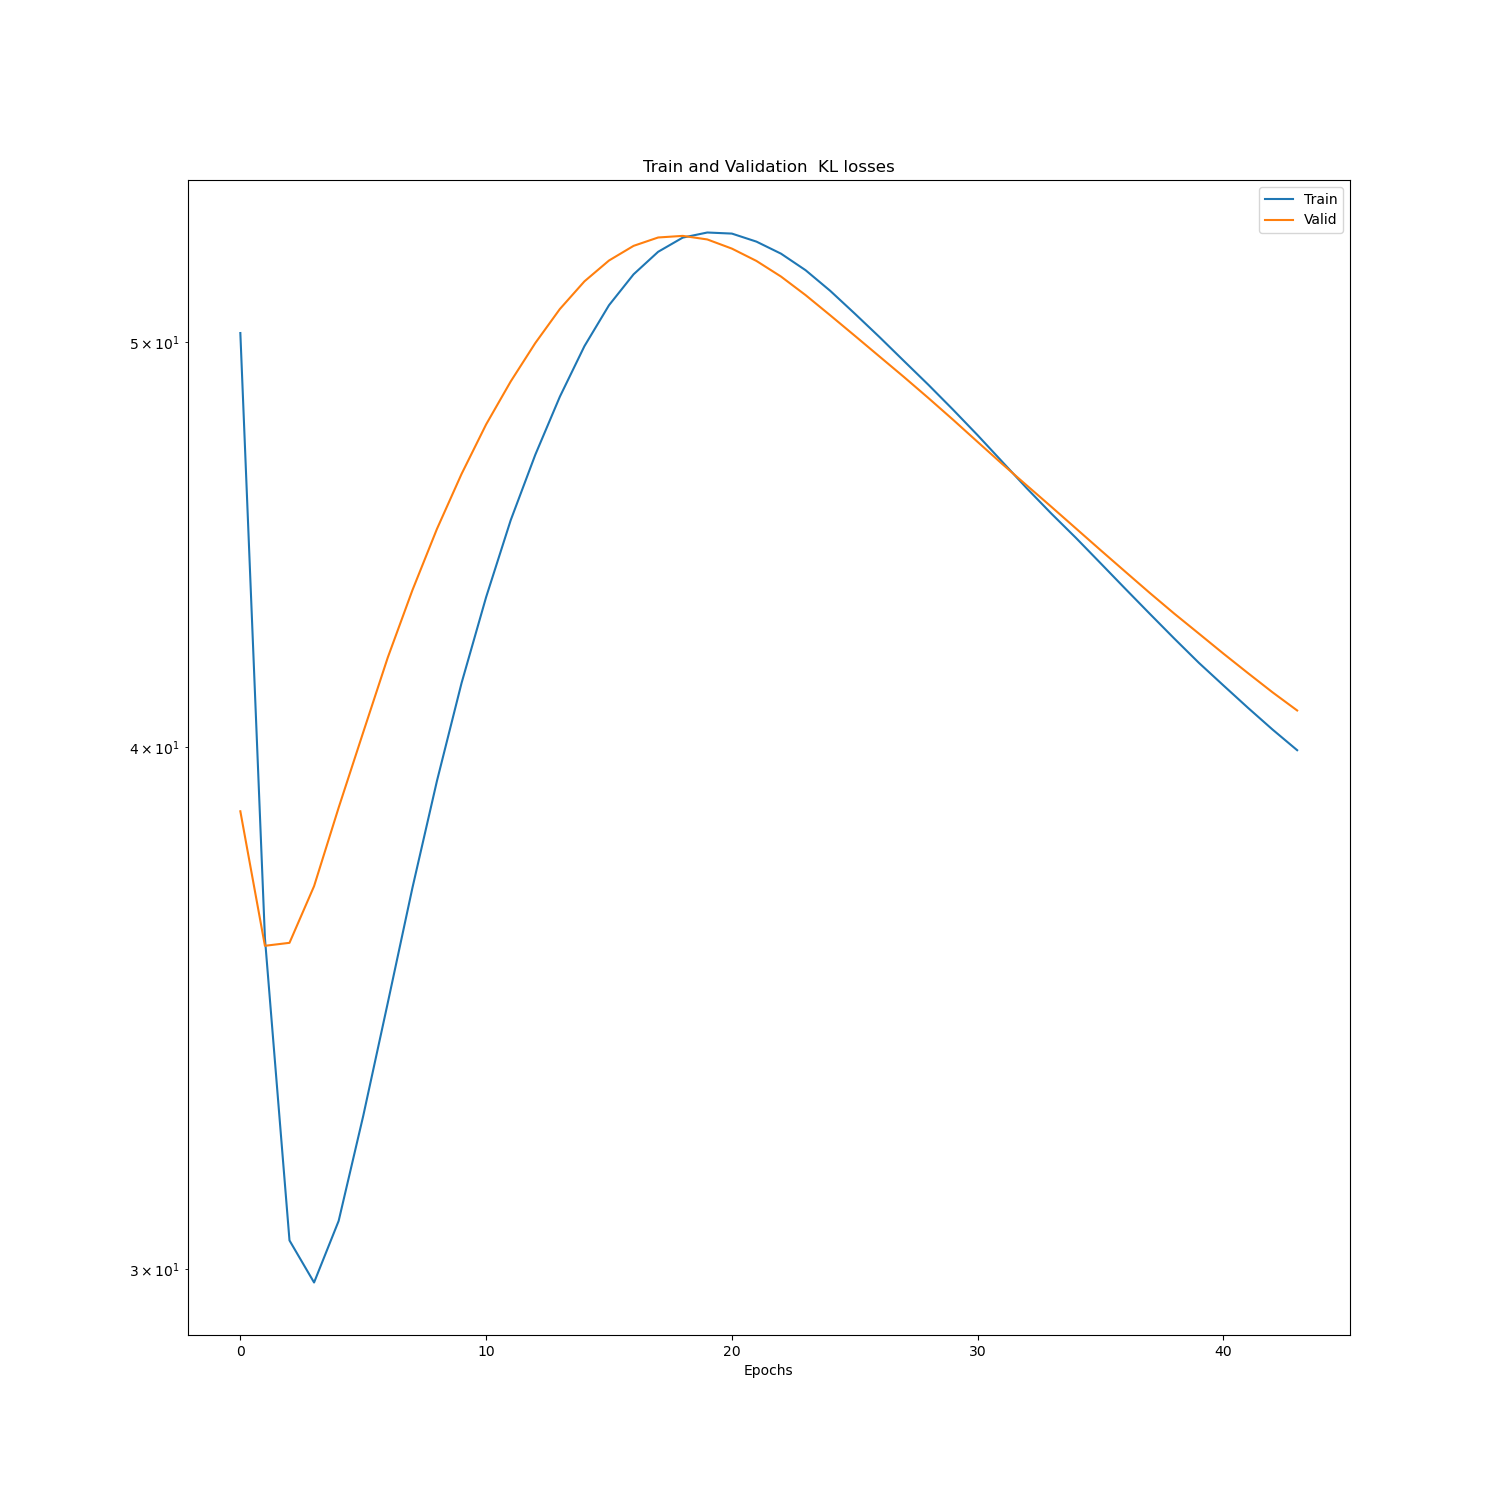 Train and Validation  KL losses
Train
Valid
5 × 10¹
4 × 10¹
3 × 10¹
0 10 20 30 40
Epochs